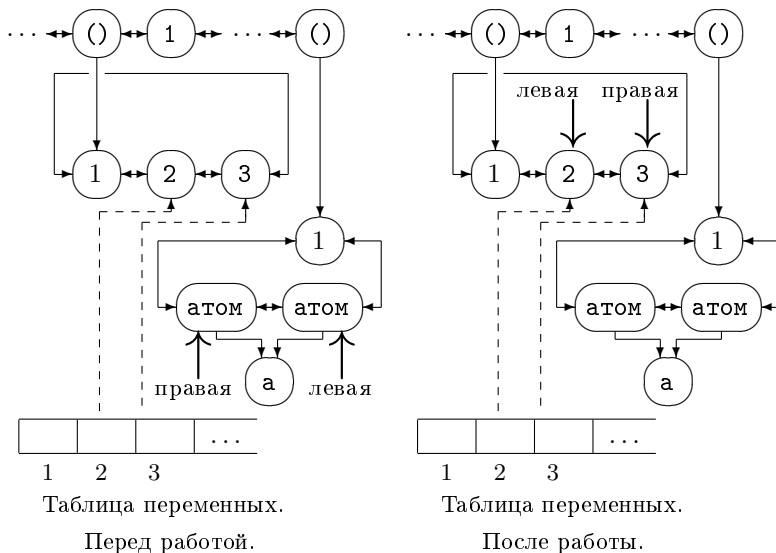 ... () 1 ... () ... () 1 ... ()
левая правая
1 2 3 1 2 3
1 1
атом атом атом атом
правая a левая a
... ...
1 2 3 1 2 3
Таблица переменных. Таблица переменных.
Перед работой. После работы.